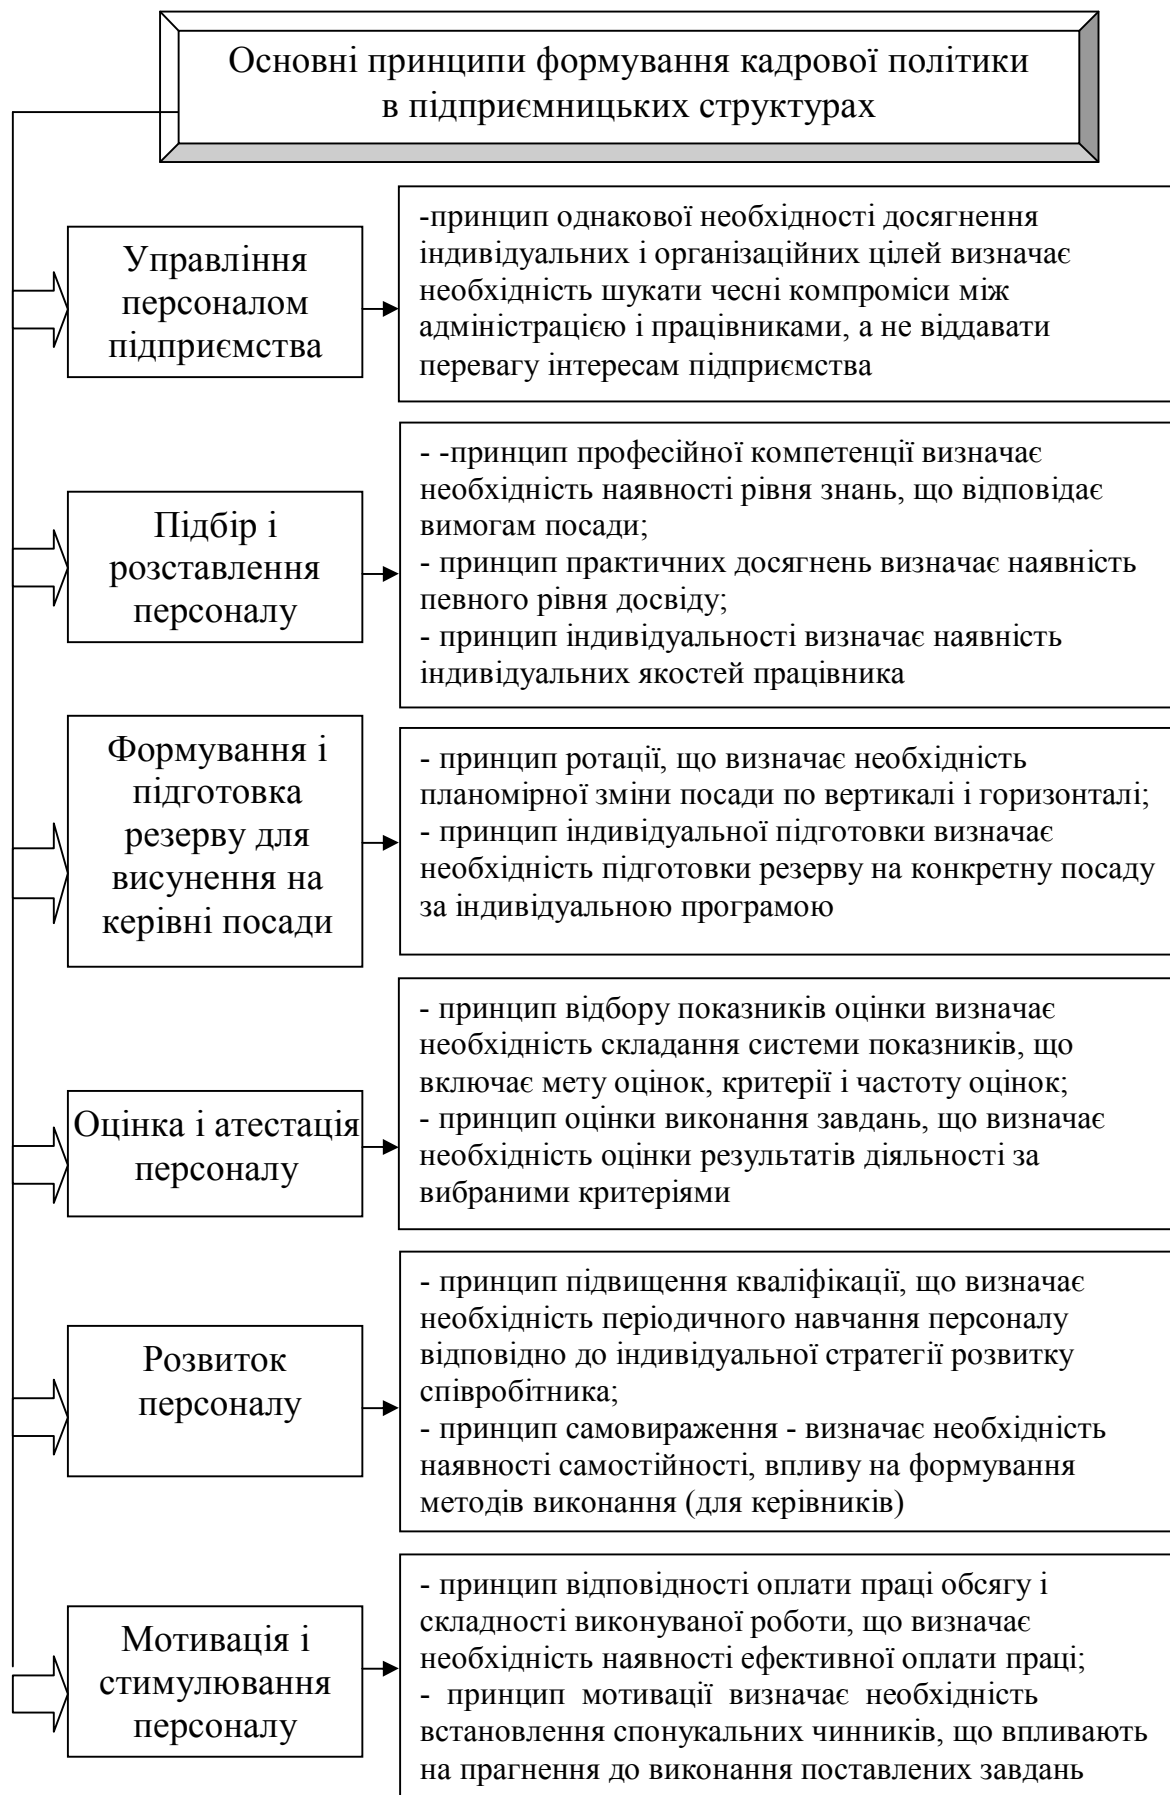 Основні принципи формування кадрової політики
в підприємницьких структурах
Управління
персоналом
підприємства
-принцип однакової необхідності досягнення
індивідуальних і організаційних цілей визначає
необхідність шукати чесні компроміси між
адміністрацією і працівниками, а не віддавати
перевагу інтересам підприємства
Підбір і
розставлення
персоналу
- -принцип професійної компетенції визначає
необхідність наявності рівня знань, що відповідає
вимогам посади;
- принцип практичних досягнень визначає наявність
певного рівня досвіду;
- принцип індивідуальності визначає наявність
індивідуальних якостей працівника
Формування і
підготовка
резерву для
висунення на
керівні посади
- принцип ротації, що визначає необхідність
планомірної зміни посади по вертикалі і горизонталі;
- принцип індивідуальної підготовки визначає
необхідність підготовки резерву на конкретну посаду
за індивідуальною програмою
Оцінка і атестація
персоналу
- принцип відбору показників оцінки визначає
необхідність складання системи показників, що
включає мету оцінок, критерії і частоту оцінок;
- принцип оцінки виконання завдань, що визначає
необхідність оцінки результатів діяльності за
вибраними критеріями
Розвиток
персоналу
- принцип підвищення кваліфікації, що визначає
необхідність періодичного навчання персоналу
відповідно до індивідуальної стратегії розвитку
співробітника;
- принцип самовираження - визначає необхідність
наявності самостійності, впливу на формування
методів виконання (для керівників)
Мотивація і
стимулювання
персоналу
- принцип відповідності оплати праці обсягу і
складності виконуваної роботи, що визначає
необхідність наявності ефективної оплати праці;
- принцип мотивації визначає необхідність
встановлення спонукальних чинників, що впливають
на прагнення до виконання поставлених завдань